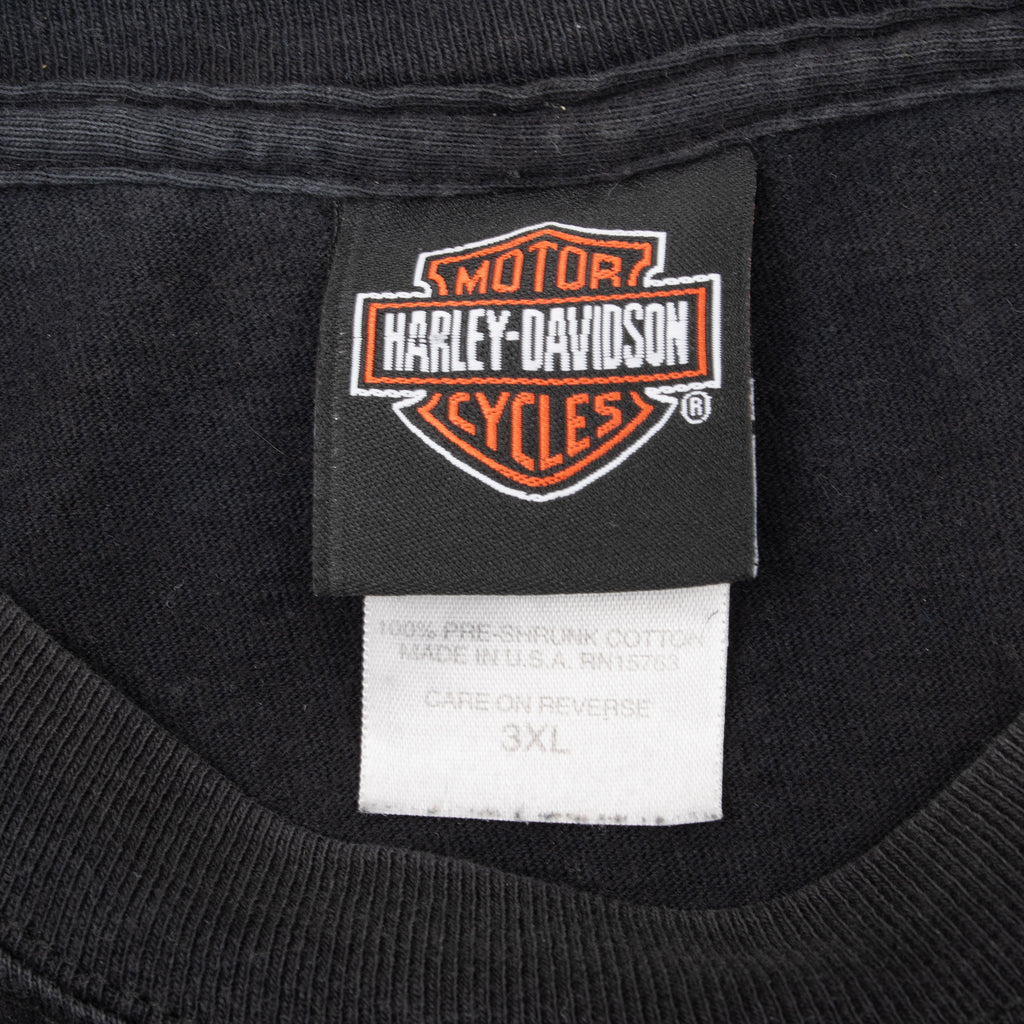 MOTOR
HARLEY-DAVIDSON
CYCLES
®
100% PRE-SHRUNK COTTON
MADE IN U.S.A. RN15763
CARE ON REVERSE
3XL